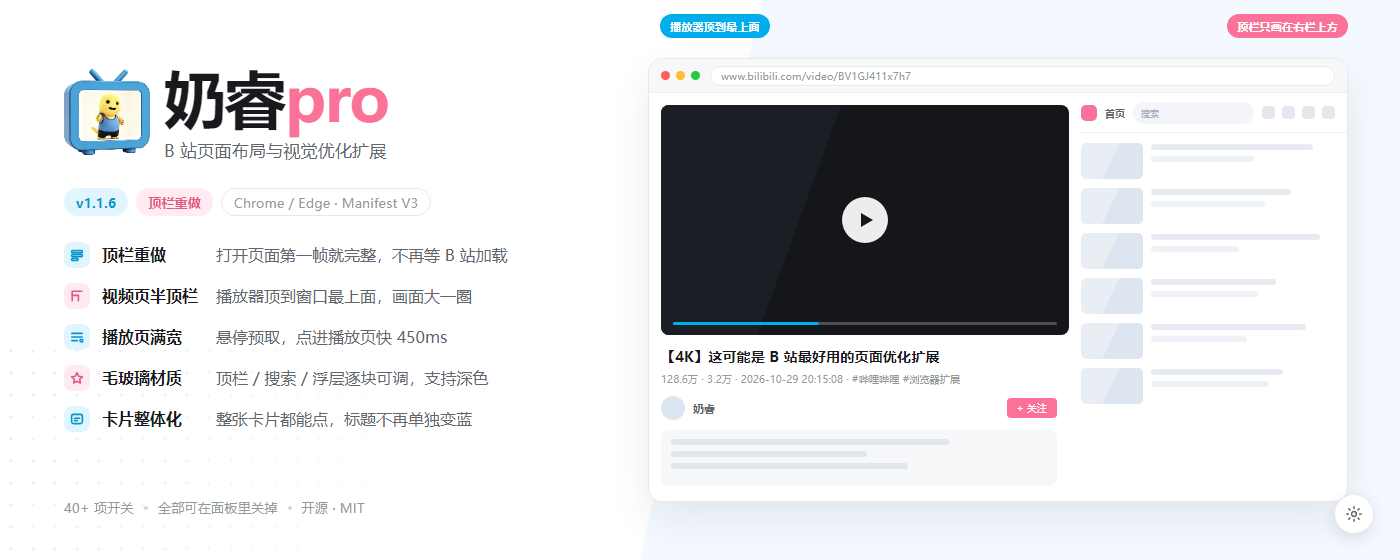 奶睿pro
B 站页面布局与视觉优化扩展
v1.1.6
顶栏重做
Chrome / Edge · Manifest V3
顶栏重做 打开页面第一帧就完整，不再等 B 站加载
视频页半顶栏 播放器顶到窗口最上面，画面大一圈
播放页满宽 悬停预取，点进播放页快 450ms
毛玻璃材质 顶栏 / 搜索 / 浮层逐块可调，支持深色
卡片整体化 整张卡片都能点，标题不再单独变蓝
40+ 项开关 • 全部可在面板里关掉 • 开源 · MIT
播放器顶到最上面
顶栏只画在右栏上方
www.bilibili.com/video/BV1GJ411x7h7
首页
搜索
【4K】这可能是 B 站最好用的页面优化扩展
128.6万 · 3.2万 · 2026-10-29 20:15:08 · #哔哩哔哩 #浏览器扩展
奶睿
+ 关注